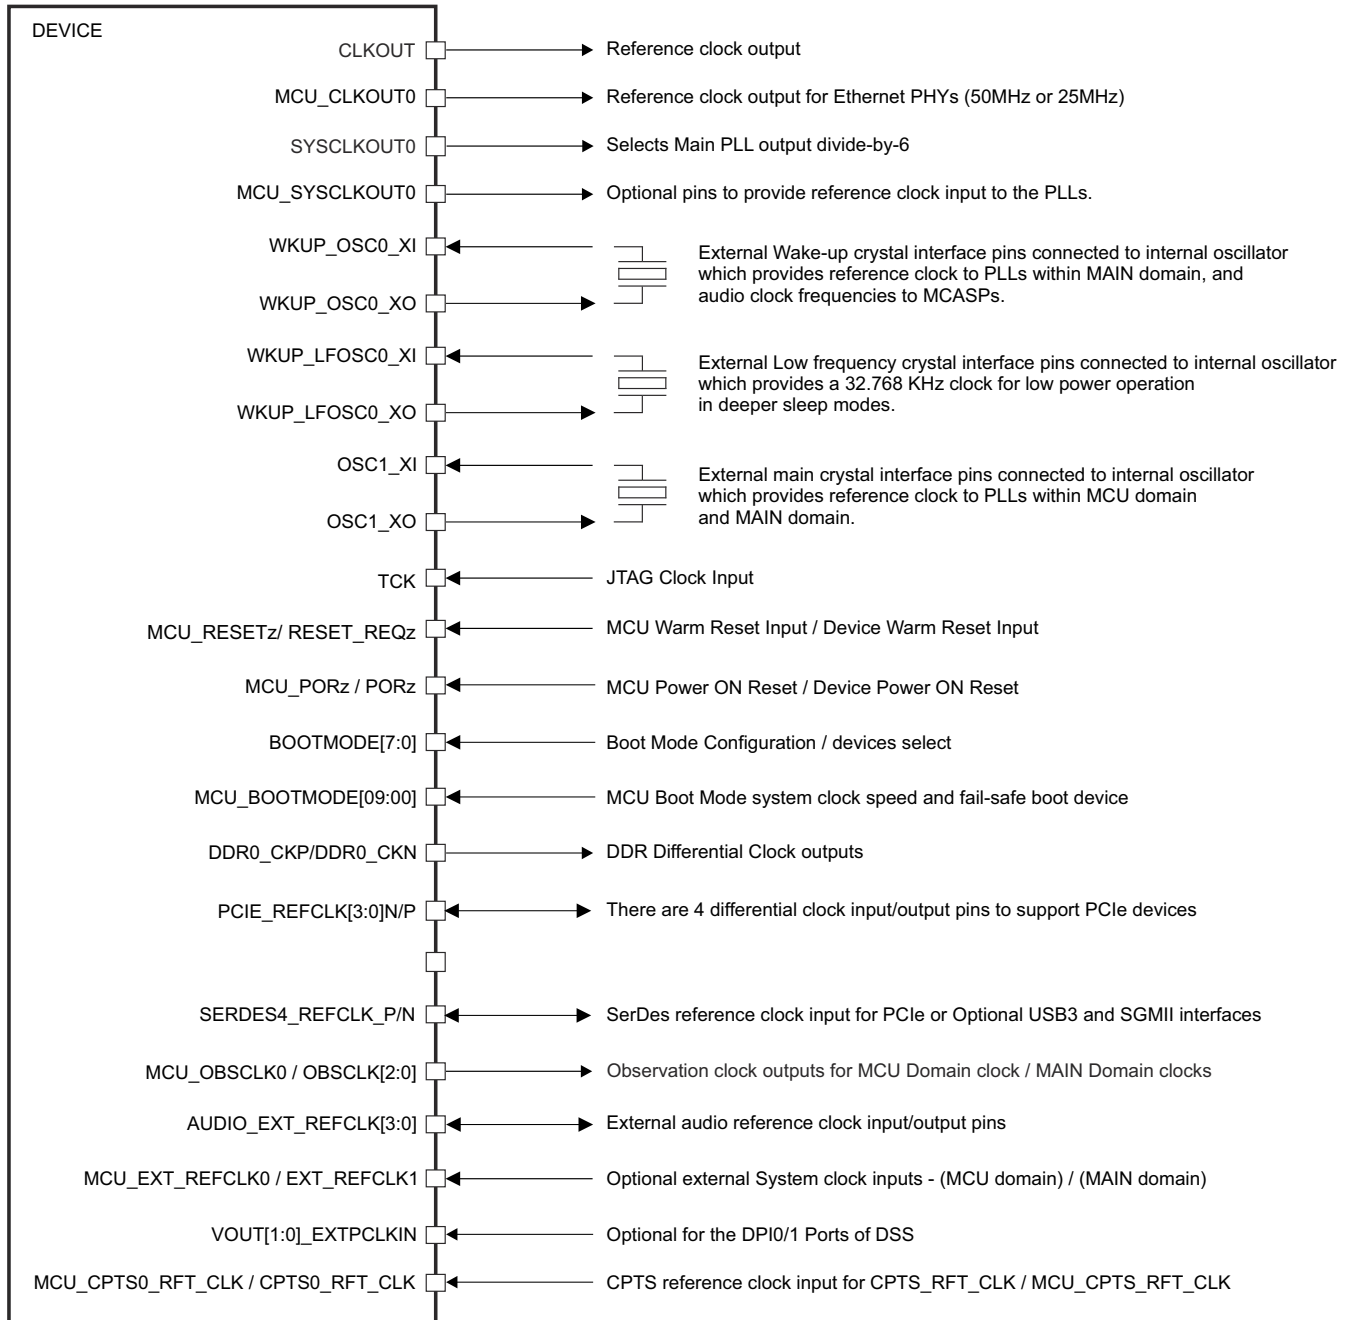 DEVICE
CLKOUT Reference clock output
MCU_CLKOUT0 Reference clock output for Ethernet PHYs (50MHz or 25MHz)
SYSCLKOUT0 Selects Main PLL output divide-by-6
MCU_SYSCLKOUT0 Optional pins to provide reference clock input to the PLLs.
WKUP_OSC0_XI
External Wake-up crystal interface pins connected to internal oscillator
which provides reference clock to PLLs within MAIN domain, and
audio clock frequencies to MCASPs.
WKUP_OSC0_XO
WKUP_LFOSC0_XI
External Low frequency crystal interface pins connected to internal oscillator
which provides a 32.768 KHz clock for low power operation
in deeper sleep modes.
WKUP_LFOSC0_XO
OSC1_XI
External main crystal interface pins connected to internal oscillator
which provides reference clock to PLLs within MCU domain
and MAIN domain.
OSC1_XO
TCK JTAG Clock Input
MCU_RESETz/ RESET_REQz MCU Warm Reset Input / Device Warm Reset Input
MCU_PORz / PORz MCU Power ON Reset / Device Power ON Reset
BOOTMODE[7:0] Boot Mode Configuration / devices select
MCU_BOOTMODE[09:00] MCU Boot Mode system clock speed and fail-safe boot device
DDR0_CKP/DDR0_CKN DDR Differential Clock outputs
PCIE_REFCLK[3:0]N/P There are 4 differential clock input/output pins to support PCIe devices
SERDES4_REFCLK_P/N SerDes reference clock input for PCIe or Optional USB3 and SGMII interfaces
MCU_OBSCLK0 / OBSCLK[2:0] Observation clock outputs for MCU Domain clock / MAIN Domain clocks
AUDIO_EXT_REFCLK[3:0] External audio reference clock input/output pins
MCU_EXT_REFCLK0 / EXT_REFCLK1 Optional external System clock inputs - (MCU domain) / (MAIN domain)
VOUT[1:0]_EXTPCLKIN Optional for the DPI0/1 Ports of DSS
MCU_CPTS0_RFT_CLK / CPTS0_RFT_CLK CPTS reference clock input for CPTS_RFT_CLK / MCU_CPTS_RFT_CLK